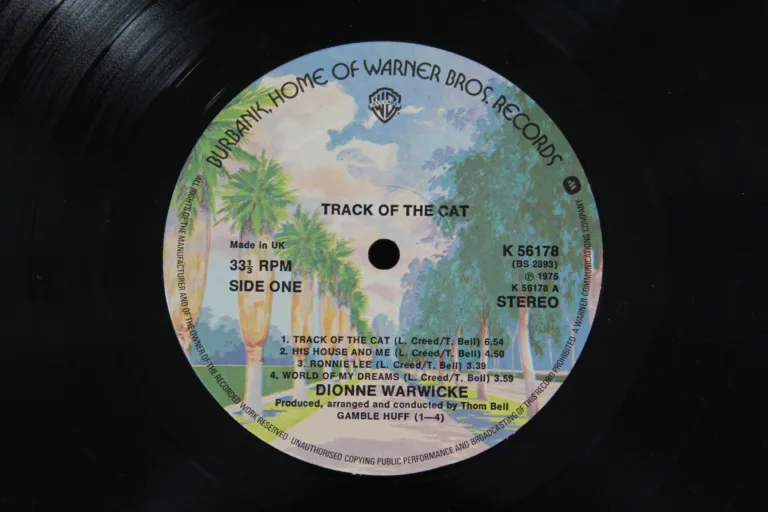 BURBANK, HOME OF WARNER BROS. RECORDS
TRACK OF THE CAT
Made in UK
33⅓ RPM
SIDE ONE
K 56178
(BS 2893)
℗ 1975
K 56178 A
STEREO
1. TRACK OF THE CAT (L. Creed/T. Bell) 6.54
2. HIS HOUSE AND ME (L. Creed/T. Bell) 4.50
3. RONNIE LEE (L. Creed/T. Bell) 3.39
4. WORLD OF MY DREAMS (L. Creed/T. Bell) 3.59
DIONNE WARWICKE
Produced, arranged and conducted by Thom Bell
GAMBLE HUFF (1—4)
ALL RIGHTS OF THE MANUFACTURER AND OF THE OWNER OF THE RECORDED WORK RESERVED UNAUTHORISED COPYING PUBLIC PERFORMANCE AND BROADCASTING OF THIS RECORD PROHIBITED. A WARNER COMMUNICATIONS COMPANY